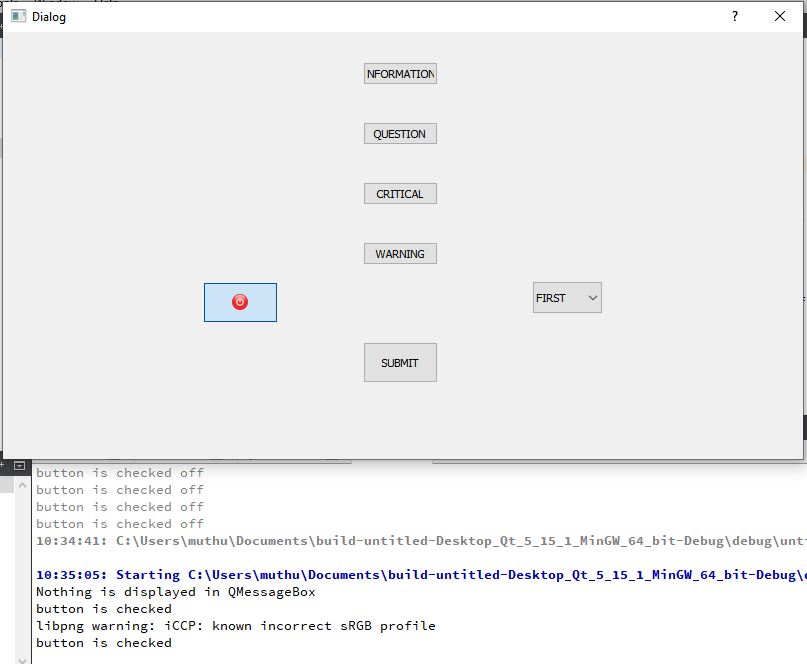 Dialog
?
NFORMATION
QUESTION
CRITICAL
WARNING
FIRST
SUBMIT
button is checked off
button is checked off
button is checked off
button is checked off
10:34:41: C:\Users\muthu\Documents\build-untitled-Desktop_Qt_5_15_1_MinGW_64_bit-Debug\debug\unt
10:35:05: Starting C:\Users\muthu\Documents\build-untitled-Desktop_Qt_5_15_1_MinGW_64_bit-Debug\
Nothing is displayed in QMessageBox
button is checked
libpng warning: iCCP: known incorrect sRGB profile
button is checked